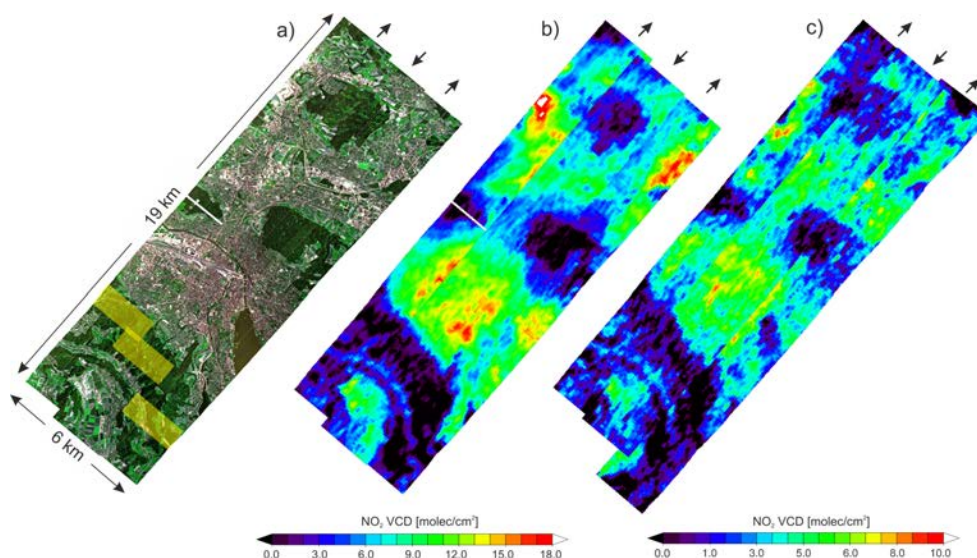 a)
b)
c)
19 km
6 km
NO₂ VCD [molec/cm²]
0.0 3.0 6.0 9.0 12.0 15.0 18.0
NO₂ VCD [molec/cm²]
0.0 1.0 3.0 5.0 6.0 8.0 10.0